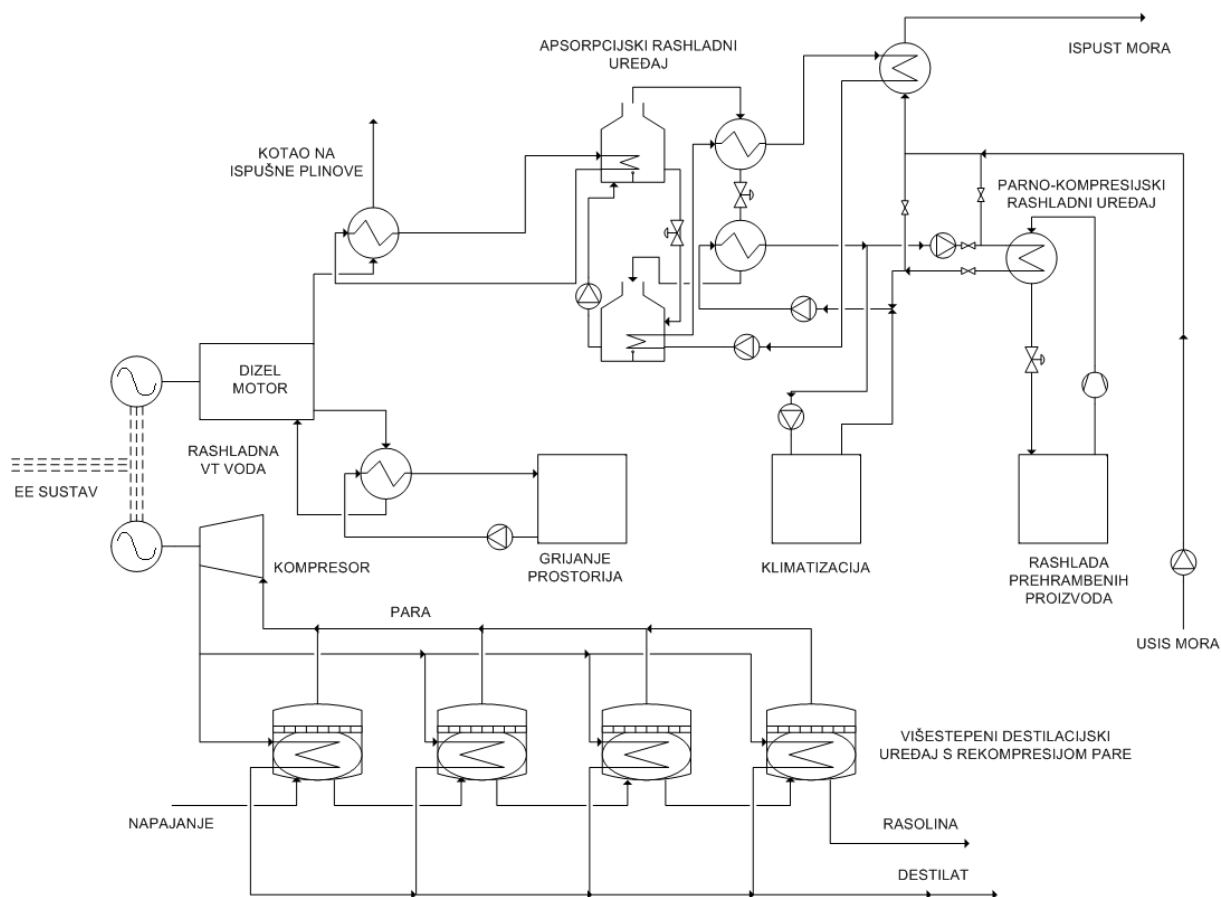 ISPUST MORA
APSORPCIJSKI RASHLADNI
UREĐAJ
KOTAO NA
ISPUŠNE PLINOVE
PARNO-KOMPRESIJSKI
RASHLADNI UREĐAJ
DIZEL
MOTOR
RASHLADNA
VT VODA
EE SUSTAV
KOMPRESOR
GRIJANJE
PROSTORIJA
KLIMATIZACIJA
RASHLADA
PREHRAMBENIH
PROIZVODA
PARA
USIS MORA
VIŠESTEPENI DESTILACIJSKI
UREĐAJ S REKOMPRESIJOM PARE
NAPAJANJE
RASOLINA
DESTILAT